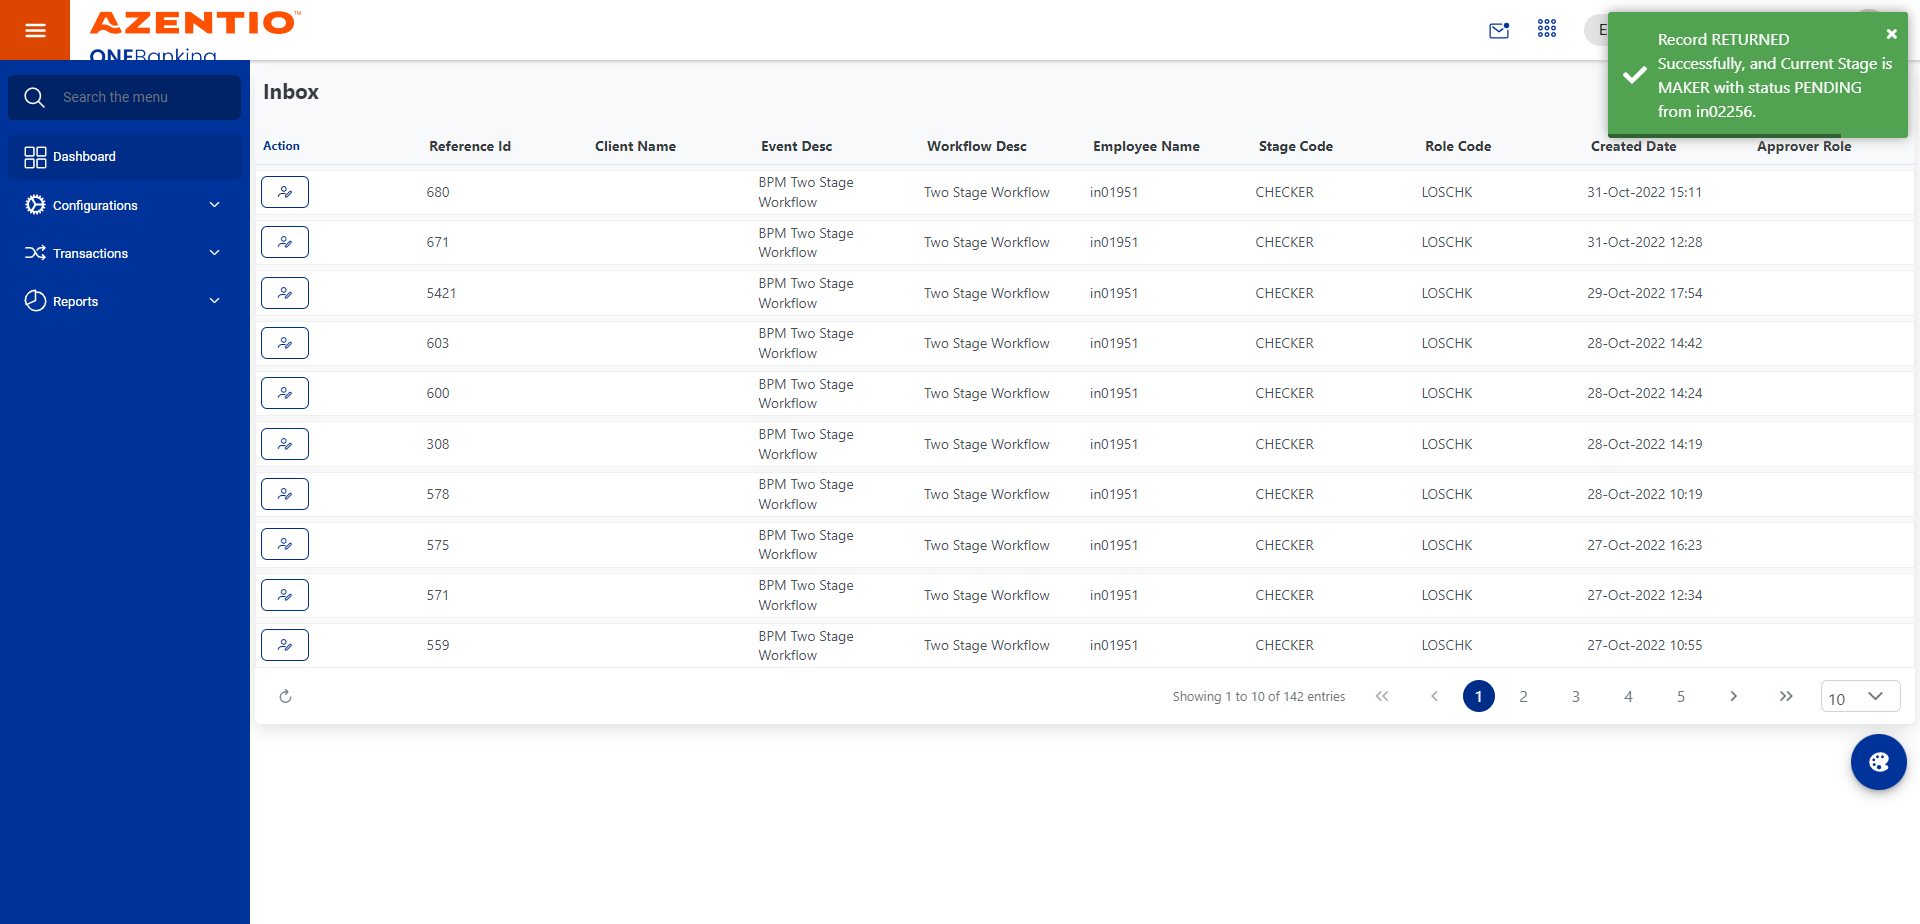 AZENTIO™
ONEBanking
E
Record RETURNED
Successfully, and Current Stage is
MAKER with status PENDING
from in02256.
Search the menu
Dashboard
Configurations
Transactions
Reports
Inbox
Action Reference Id Client Name Event Desc Workflow Desc Employee Name Stage Code Role Code Created Date Approver Role
680 BPM Two Stage Workflow Two Stage Workflow in01951 CHECKER LOSCHK 31-Oct-2022 15:11
671 BPM Two Stage Workflow Two Stage Workflow in01951 CHECKER LOSCHK 31-Oct-2022 12:28
5421 BPM Two Stage Workflow Two Stage Workflow in01951 CHECKER LOSCHK 29-Oct-2022 17:54
603 BPM Two Stage Workflow Two Stage Workflow in01951 CHECKER LOSCHK 28-Oct-2022 14:42
600 BPM Two Stage Workflow Two Stage Workflow in01951 CHECKER LOSCHK 28-Oct-2022 14:24
308 BPM Two Stage Workflow Two Stage Workflow in01951 CHECKER LOSCHK 28-Oct-2022 14:19
578 BPM Two Stage Workflow Two Stage Workflow in01951 CHECKER LOSCHK 28-Oct-2022 10:19
575 BPM Two Stage Workflow Two Stage Workflow in01951 CHECKER LOSCHK 27-Oct-2022 16:23
571 BPM Two Stage Workflow Two Stage Workflow in01951 CHECKER LOSCHK 27-Oct-2022 12:34
559 BPM Two Stage Workflow Two Stage Workflow in01951 CHECKER LOSCHK 27-Oct-2022 10:55
Showing 1 to 10 of 142 entries 1 2 3 4 5 10